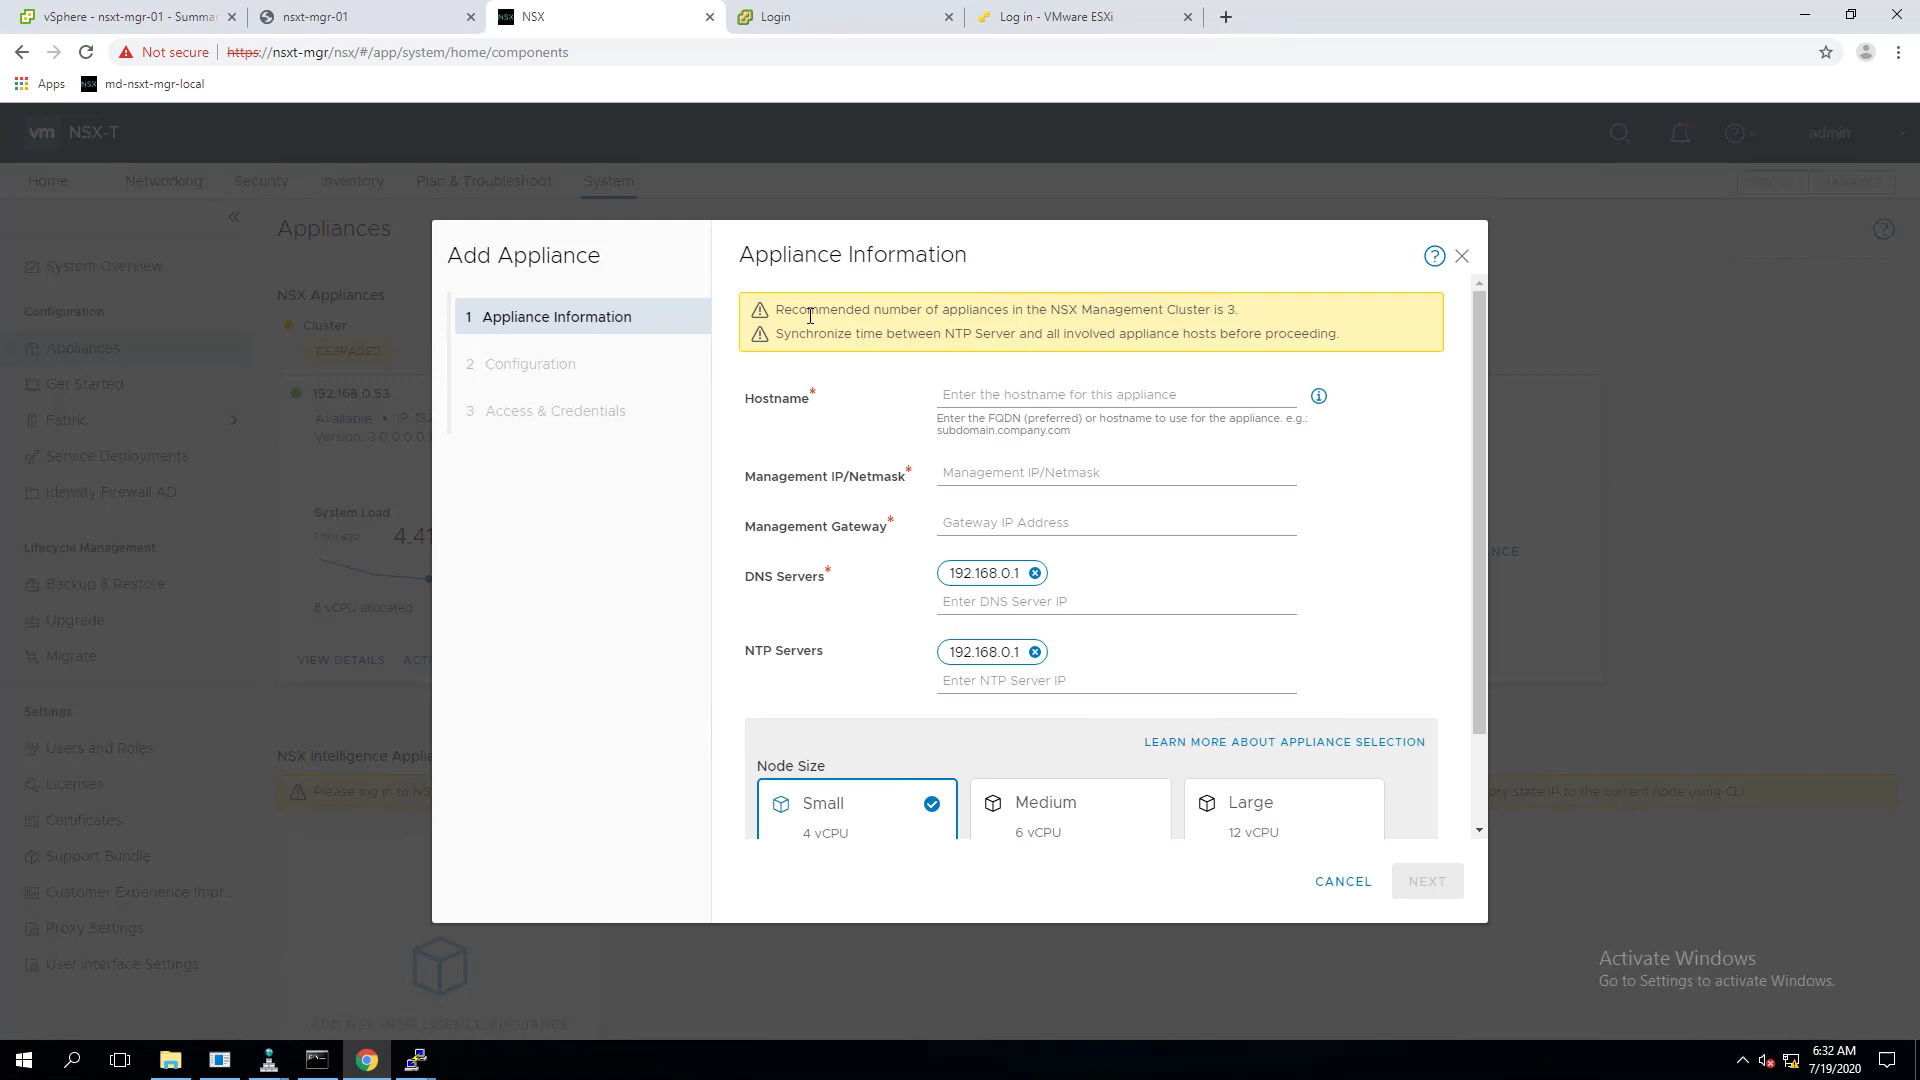 vSphere - nsxt-mgr-01 - Summa
nsxt-mgr-01
NSX
Login
Log in - VMware ESXi
Not secure
https://nsxt-mgr/nsx/#/app/system/home/components
Apps
NSX
md-nsxt-mgr-local
vm NSX-T
admin
Home
Networking
Security
Inventory
Plan & Troubleshoot
System
Appliances
System Overview
NSX Appliances
Configuration
Cluster
Appliances
DEGRADED
Get Started
192.168.0.53
Fabric
Available • IP: 192
Version: 3.0.0.0.0.1
Service Deployments
Identity Firewall AD
System Load
1 min ago
4.41
Lifecycle Management
Backup & Restore
6 vCPU allocated
Upgrade
Migrate
VIEW DETAILS
ACTI
Settings
Users and Roles
NSX Intelligence Applia
Licenses
Please log in to NS
ory state IP to the current node using CLI
Certificates
Support Bundle
Customer Experience Impr...
Proxy Settings
User Interface Settings
ADD NSX INTELLIGENCE APPLIANCE
Add Appliance
1 Appliance Information
2 Configuration
3 Access & Credentials
Appliance Information
Recommended number of appliances in the NSX Management Cluster is 3.
Synchronize time between NTP Server and all involved appliance hosts before proceeding.
Hostname*
Enter the hostname for this appliance
Enter the FQDN (preferred) or hostname to use for the appliance. e.g.:
subdomain.company.com
Management IP/Netmask*
Management IP/Netmask
Management Gateway*
Gateway IP Address
DNS Servers*
192.168.0.1
Enter DNS Server IP
NTP Servers
192.168.0.1
Enter NTP Server IP
LEARN MORE ABOUT APPLIANCE SELECTION
Node Size
Small
4 vCPU
Medium
6 vCPU
Large
12 vCPU
CANCEL
NEXT
ANCE
Activate Windows
Go to Settings to activate Windows.
6:32 AM
7/19/2020